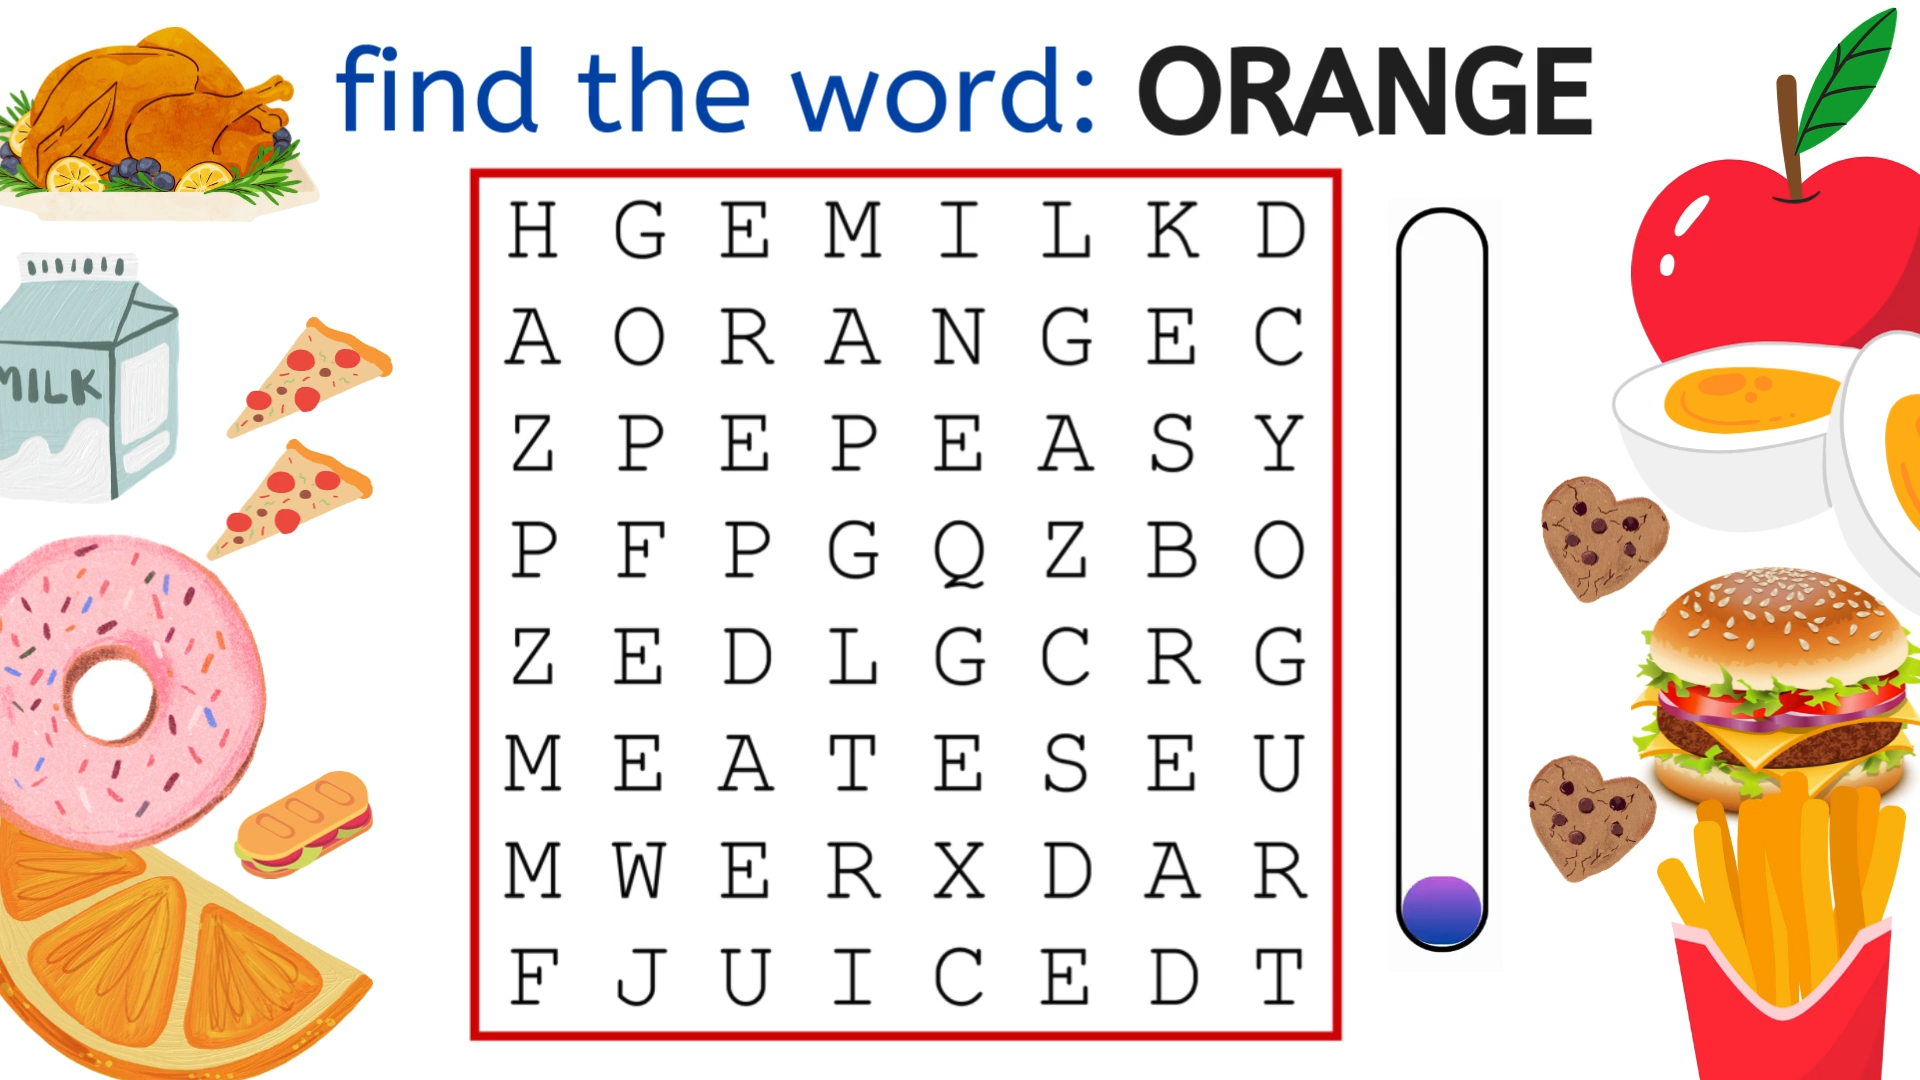 find the word: ORANGE
H G E M I L K D
A O R A N G E C
Z P E P E A S Y
P F P G Q Z B O
Z E D L G C R G
M E A T E S E U
M W E R X D A R
F J U I C E D T
MILK